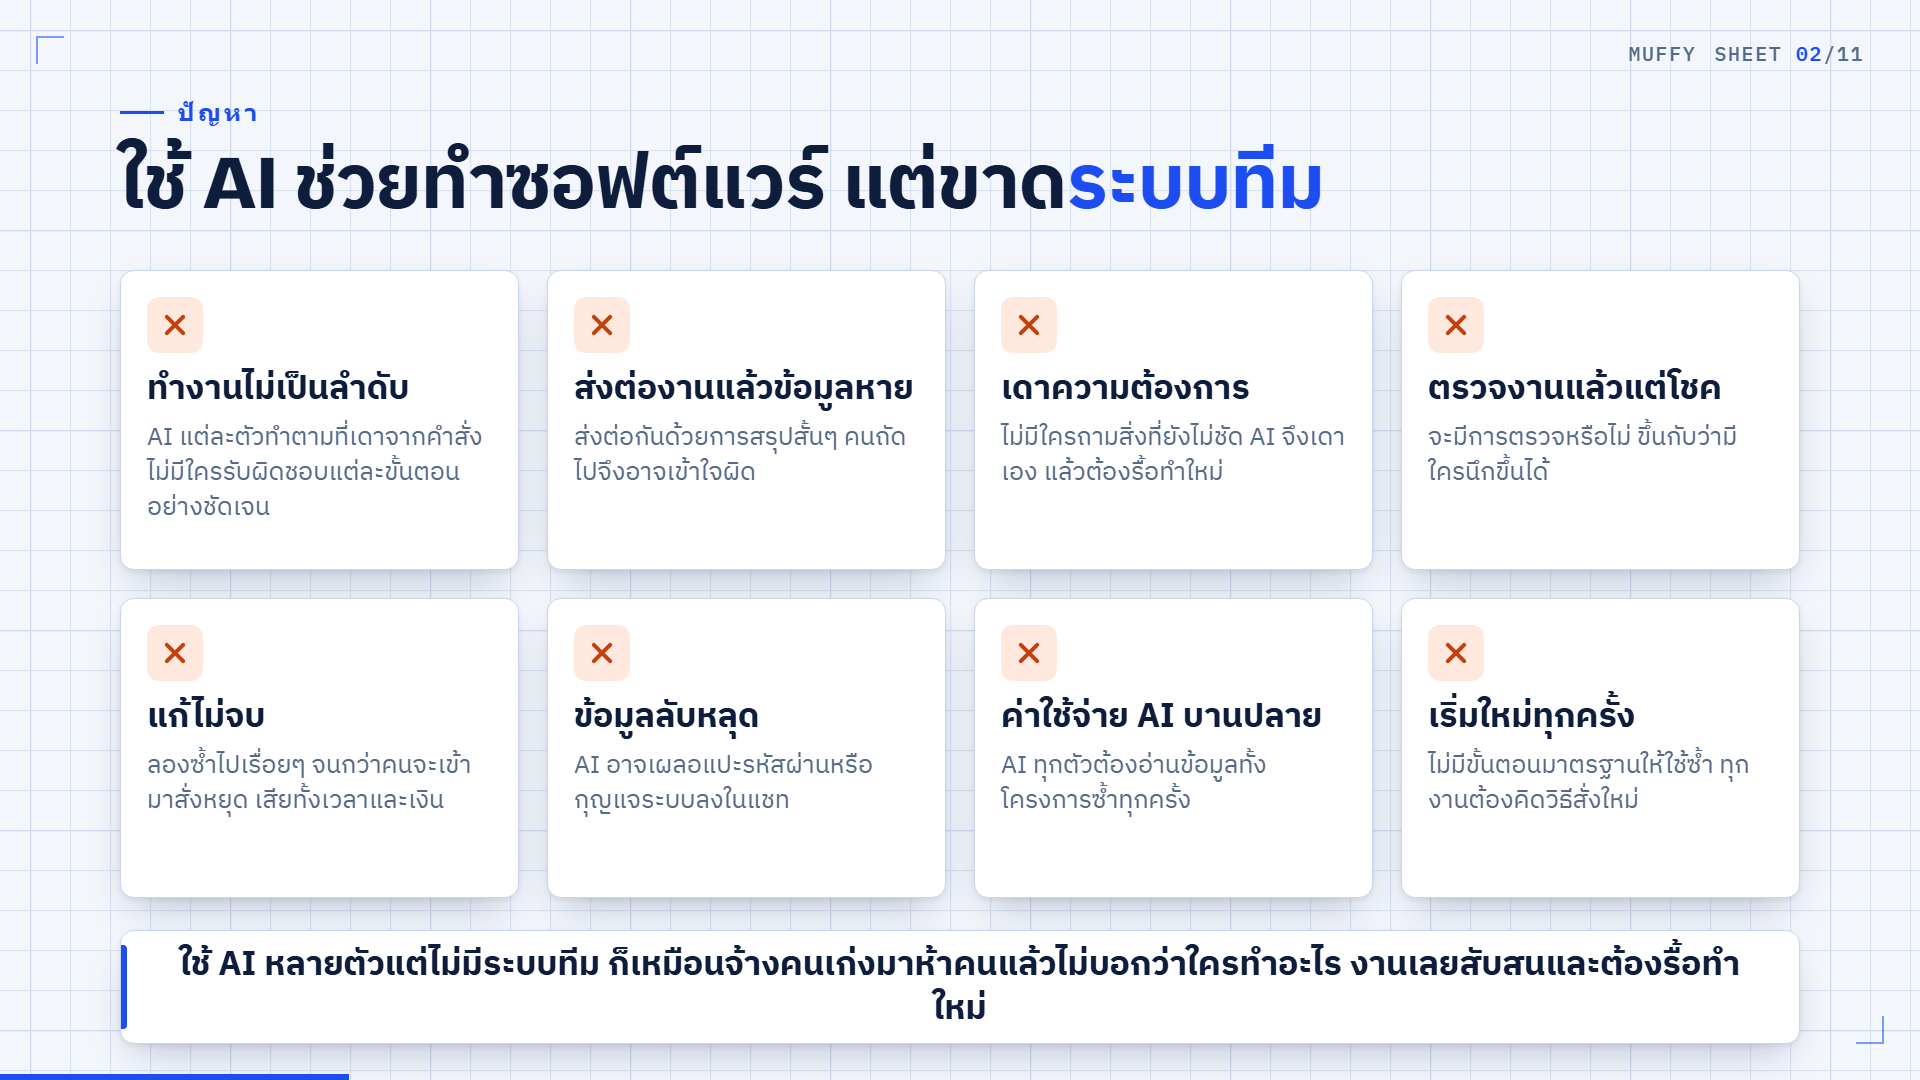 MUFFY SHEET 02/11
ปัญหา
ใช้ AI ช่วยทำซอฟต์แวร์ แต่ขาดระบบทีม
ทำงานไม่เป็นลำดับ
AI แต่ละตัวทำตามที่เดาจากคำสั่ง
ไม่มีใครรับผิดชอบแต่ละขั้นตอน
อย่างชัดเจน
ส่งต่องานแล้วข้อมูลหาย
ส่งต่อกันด้วยการสรุปสั้นๆ คนถัด
ไปจึงอาจเข้าใจผิด
เดาความต้องการ
ไม่มีใครถามสิ่งที่ยังไม่ชัด AI จึงเดา
เอง แล้วต้องรื้อทำใหม่
ตรวจงานแล้วแต่โชค
จะมีการตรวจหรือไม่ ขึ้นกับว่ามี
ใครนึกขึ้นได้
แก้ไม่จบ
ลองซ้ำไปเรื่อยๆ จนกว่าคนจะเข้า
มาสั่งหยุด เสียทั้งเวลาและเงิน
ข้อมูลลับหลุด
AI อาจเผลอแปะรหัสผ่านหรือ
กุญแจระบบลงในแชท
ค่าใช้จ่าย AI บานปลาย
AI ทุกตัวต้องอ่านข้อมูลทั้ง
โครงการซ้ำทุกครั้ง
เริ่มใหม่ทุกครั้ง
ไม่มีขั้นตอนมาตรฐานให้ใช้ซ้ำ ทุก
งานต้องคิดวิธีสั่งใหม่
ใช้ AI หลายตัวแต่ไม่มีระบบทีม ก็เหมือนจ้างคนเก่งมาห้าคนแล้วไม่บอกว่าใครทำอะไร งานเลยสับสนและต้องรื้อทำ
ใหม่